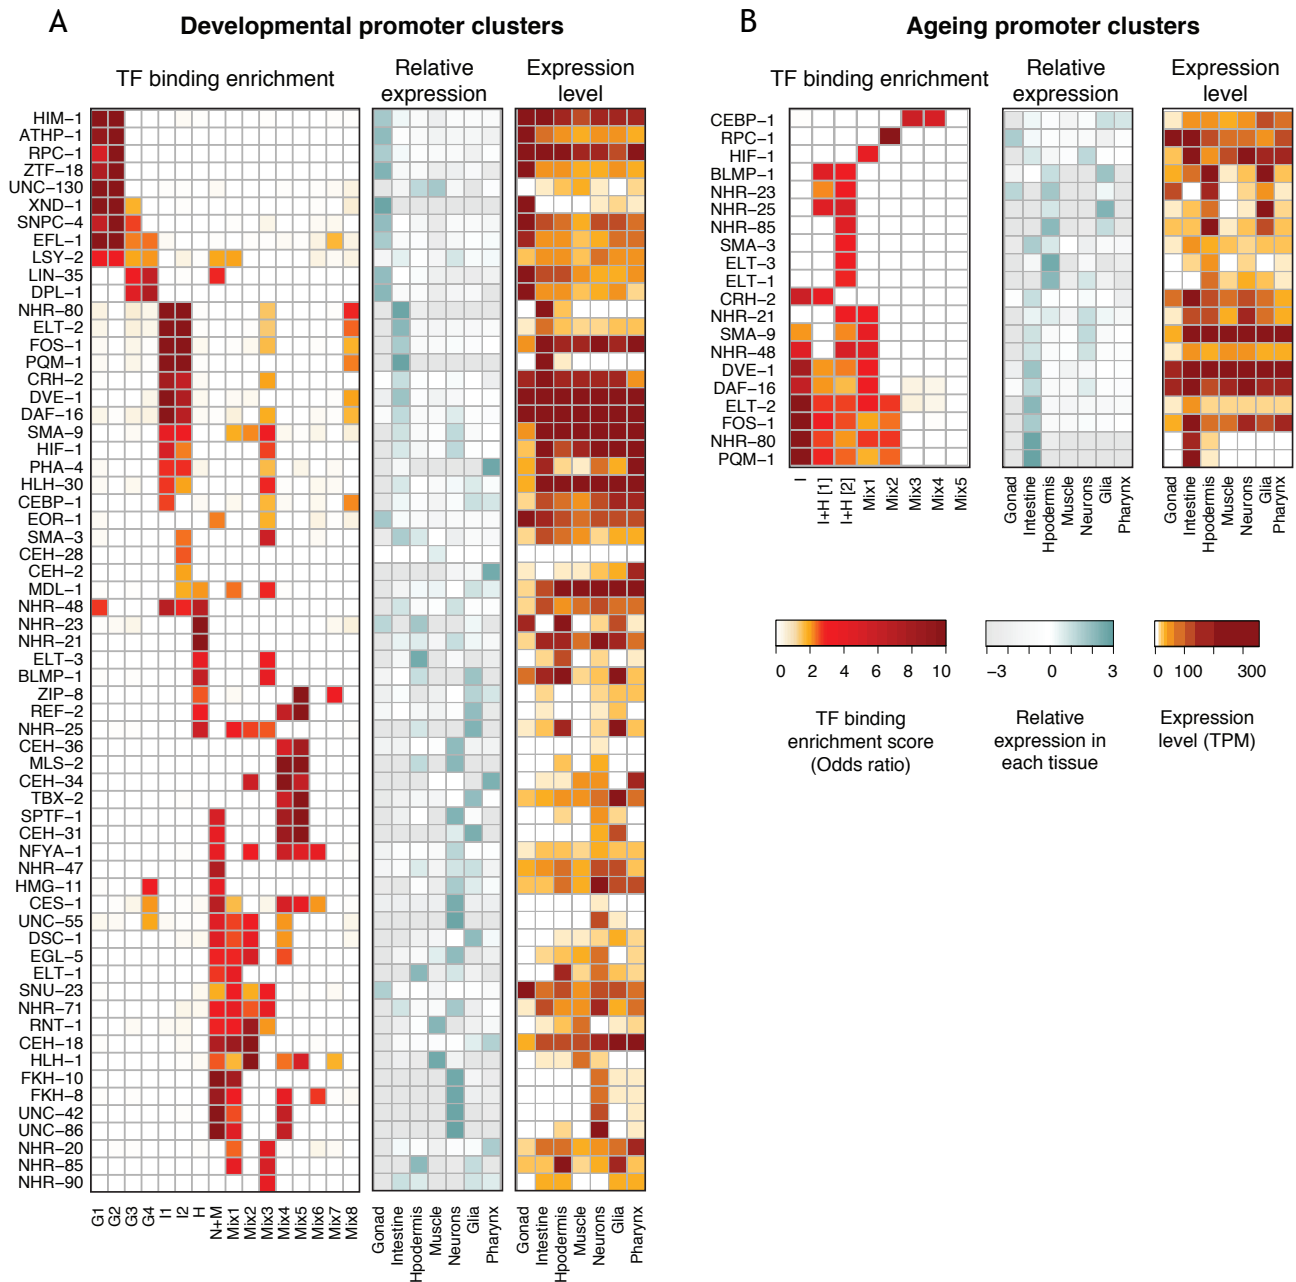 A
Developmental promoter clusters
TF binding enrichment
Relative
expression
Expression
level
HIM-1
ATHP-1
RPC-1
ZTF-18
UNC-130
XND-1
SNPC-4
EFL-1
LSY-2
LIN-35
DPL-1
NHR-80
ELT-2
FOS-1
PQM-1
CRH-2
DVE-1
DAF-16
SMA-9
HIF-1
PHA-4
HLH-30
CEBP-1
EOR-1
SMA-3
CEH-28
CEH-2
MDL-1
NHR-48
NHR-23
NHR-21
ELT-3
BLMP-1
ZIP-8
REF-2
NHR-25
CEH-36
MLS-2
CEH-34
TBX-2
SPTF-1
CEH-31
NFYA-1
NHR-47
HMG-11
CES-1
UNC-55
DSC-1
EGL-5
ELT-1
SNU-23
NHR-71
RNT-1
CEH-18
HLH-1
FKH-10
FKH-8
UNC-42
UNC-86
NHR-20
NHR-85
NHR-90
G1
G2
G3
G4
I1
I2
H
N+M
Mix1
Mix2
Mix3
Mix4
Mix5
Mix6
Mix7
Mix8
Gonad
Intestine
Hpodermis
Muscle
Neurons
Glia
Pharynx
Gonad
Intestine
Hpodermis
Muscle
Neurons
Glia
Pharynx
B
Ageing promoter clusters
TF binding enrichment
Relative
expression
Expression
level
CEBP-1
RPC-1
HIF-1
BLMP-1
NHR-23
NHR-25
NHR-85
SMA-3
ELT-3
ELT-1
CRH-2
NHR-21
SMA-9
NHR-48
DVE-1
DAF-16
ELT-2
FOS-1
NHR-80
PQM-1
I
I+H [1]
I+H [2]
Mix1
Mix2
Mix3
Mix4
Mix5
Gonad
Intestine
Hpodermis
Muscle
Neurons
Glia
Pharynx
Gonad
Intestine
Hpodermis
Muscle
Neurons
Glia
Pharynx
0 2 4 6 8 10
TF binding
enrichment score
(Odds ratio)
-3 0 3
Relative
expression in
each tissue
0 100 300
Expression
level (TPM)